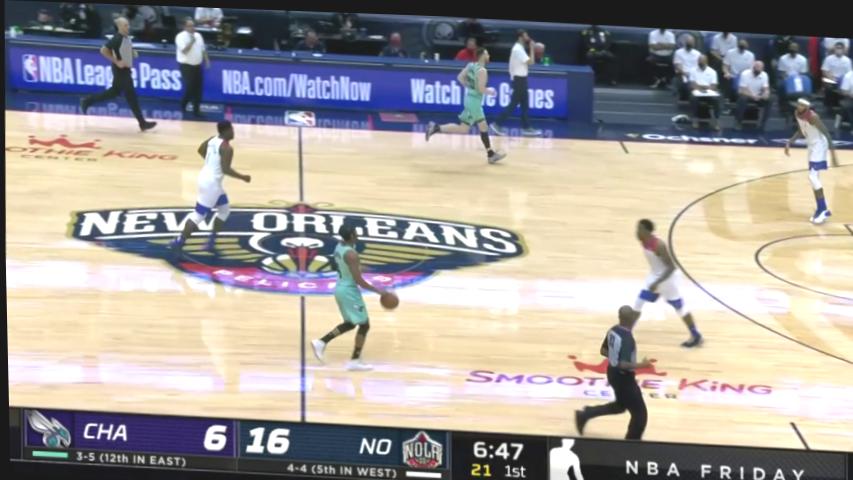 NBA League Pass
NBA.com/WatchNow
Watch Games
Ochsner
SMOOTHIE KING
CENTER
NEW ORLEANS
PELIC
SMOOTHIE KING
CENTER
CHA 6 16 NO NOLA 6:47
3-5 (12TH IN EAST) 4-4 (5TH IN WEST) 21 1st
NBA FRIDAY